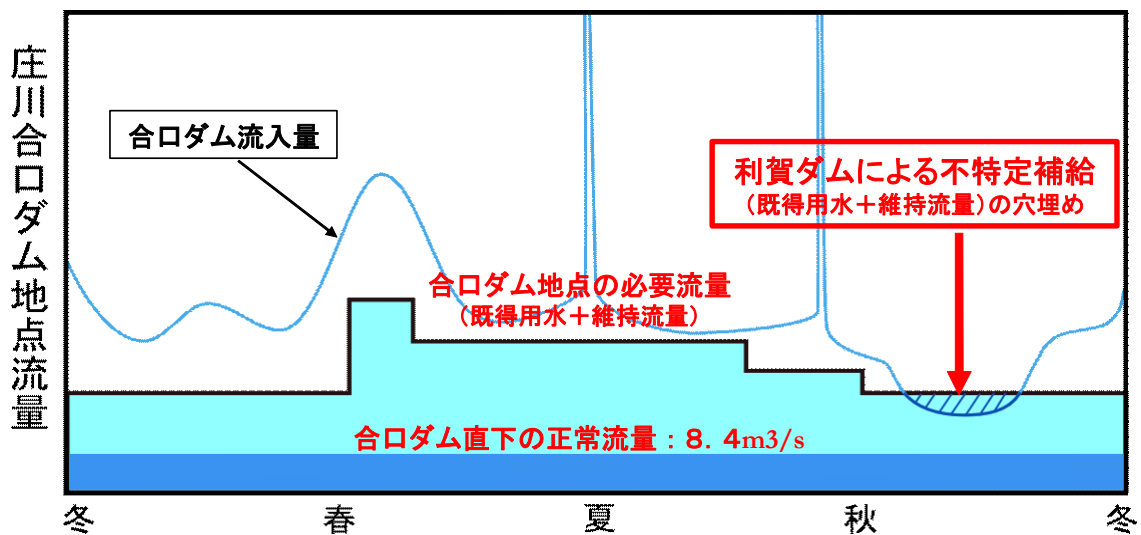 庄川合口ダム地点流量
合口ダム流入量
利賀ダムによる不特定補給
（既得用水＋維持流量）の穴埋め
合口ダム地点の必要流量
（既得用水＋維持流量）
合口ダム直下の正常流量：８．４m3/s
冬 春 夏 秋 冬